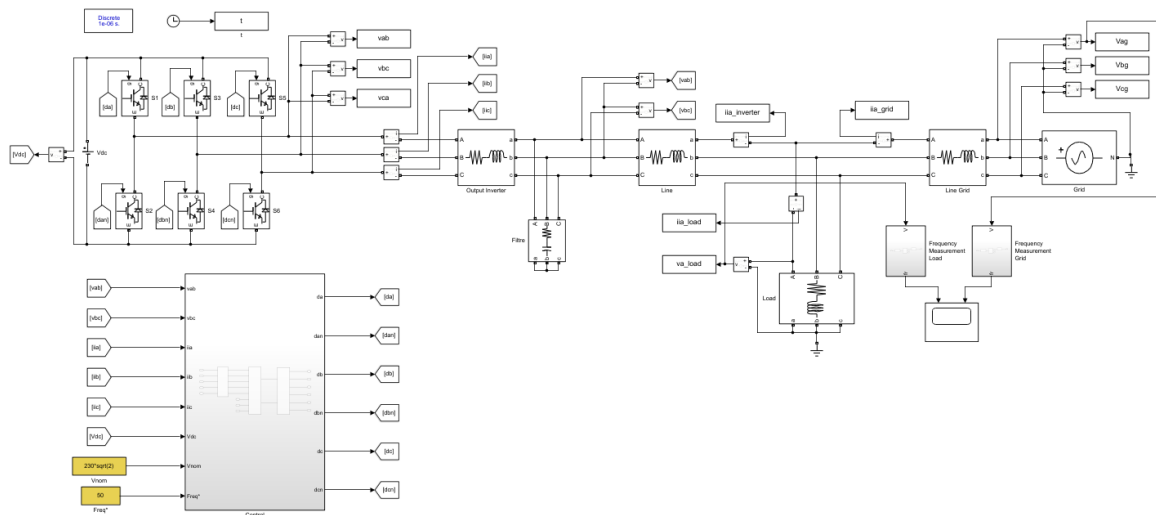 Discrete
1e-06 s.
t
t
vab
vbc
vca
[iia]
[iib]
[iic]
[da]
S1
[db]
S3
[dc]
S5
[Vdc]
Vdc
[dan]
S2
[dbn]
S4
[dcn]
S6
A
B
C
a
b
c
Output Inverter
Filtre
A
B
C
a
b
c
[vab]
[vbc]
A
B
C
a
b
c
Line
iia_inverter
iia_grid
iia_load
va_load
Load
A
B
C
a
b
c
A
B
C
a
b
c
Line Grid
Vag
Vbg
Vcg
A
B
C
N
Grid
Frequency
Measurement
Load
Frequency
Measurement
Grid
[vab]
[vbc]
[iia]
[iib]
[iic]
[Vdc]
230*sqrt(2)
Vnom
50
Freq*
vab
vbc
iia
iib
iic
Vdc
Vnom
Freq*
da
dan
db
dbn
dc
dcn
Control
[da]
[dan]
[db]
[dbn]
[dc]
[dcn]